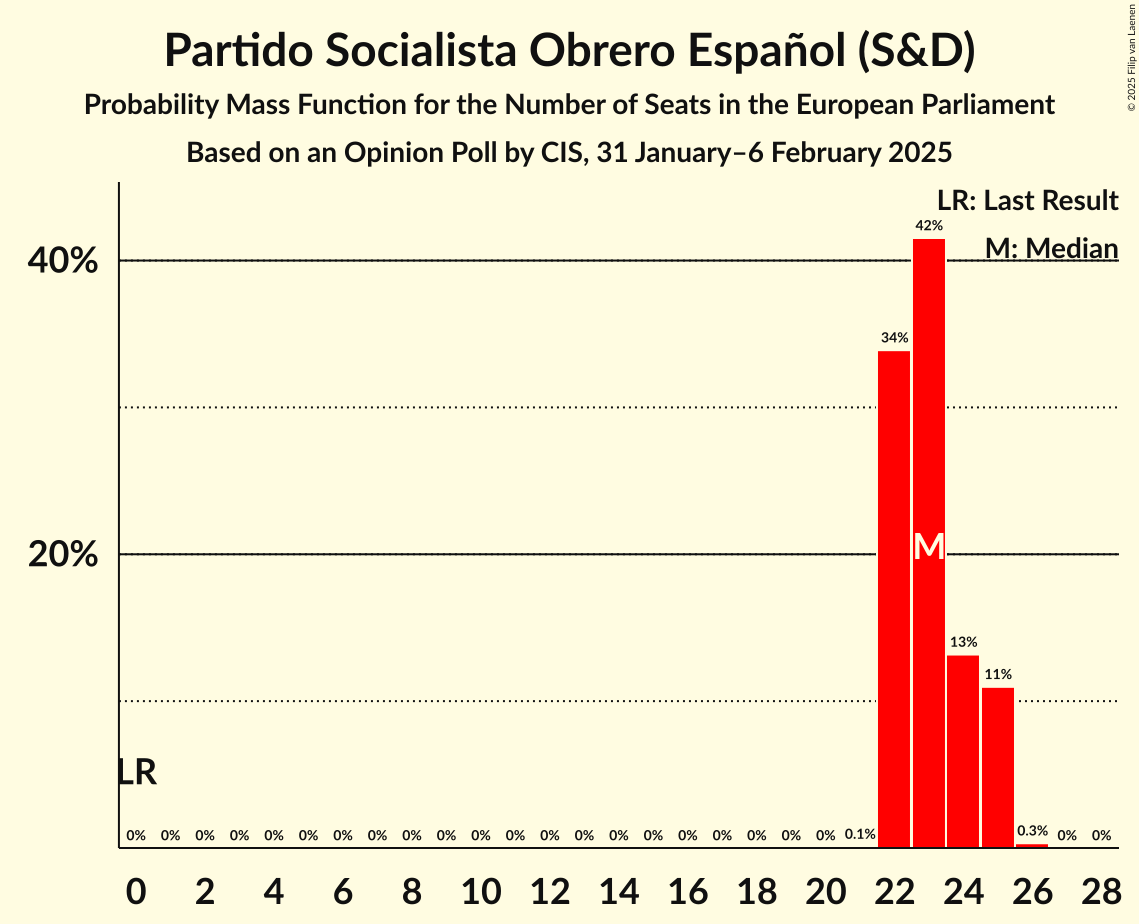 Partido Socialista Obrero Español (S&D)
Probability Mass Function for the Number of Seats in the European Parliament
Based on an Opinion Poll by CIS, 31 January–6 February 2025
© 2025 Filip van Laenen
LR: Last Result
M: Median
40%
20%
42%
34%
M
13%
11%
LR
0% 0% 0% 0% 0% 0% 0% 0% 0% 0% 0% 0% 0% 0% 0% 0% 0% 0% 0% 0% 0% 0.1% 0.3% 0% 0%
0 2 4 6 8 10 12 14 16 18 20 22 24 26 28